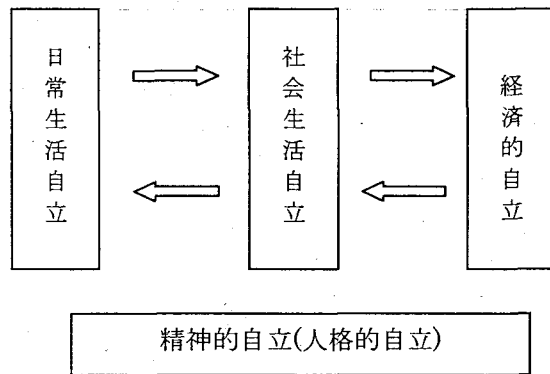 日常生活自立
社会生活自立
経済的自立
精神的自立(人格的自立)